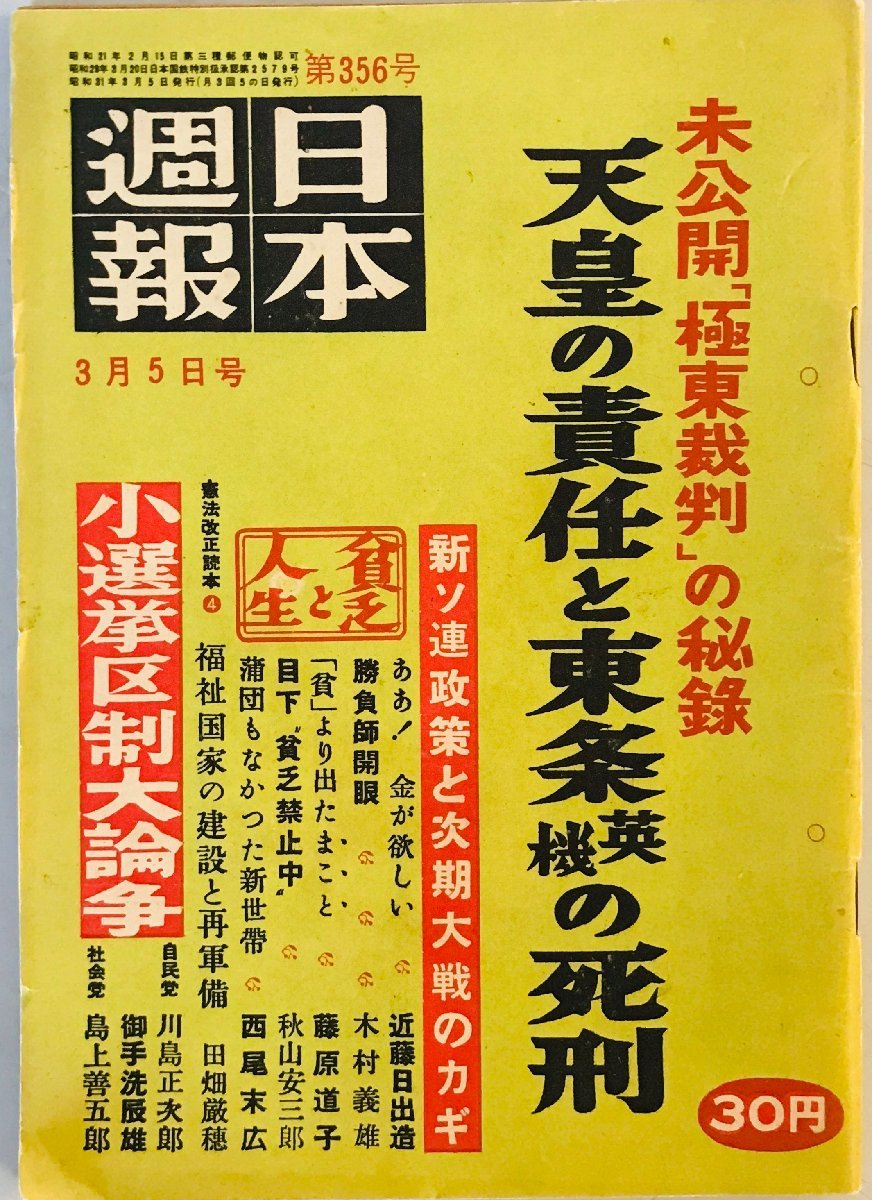 昭和21年2月15日第三種郵便物認可
昭和28年3月20日日本国鉄特別扱承認第2579号
昭和31年3月5日発行(月3回5の日発行)
第356号
日本
週報
3月5日号
未公開「極東裁判」の秘録
天皇の責任と東条英機の死刑
新ソ連政策と次期大戦のカギ
貧乏と人生
ああ!金が欲しい 近藤日出造
勝負師開眼 木村義雄
「貧」より出たまこと 藤原道子
目下〝貧乏禁止中〟 秋山安三郎
蒲団もなかつた新世帯 西尾末広
憲法改正読本❹
福祉国家の建設と再軍備 田畑厳穂
小選挙区制大論争
自民党 川島正次郎
御手洗辰雄
社会党 島上善五郎
30円